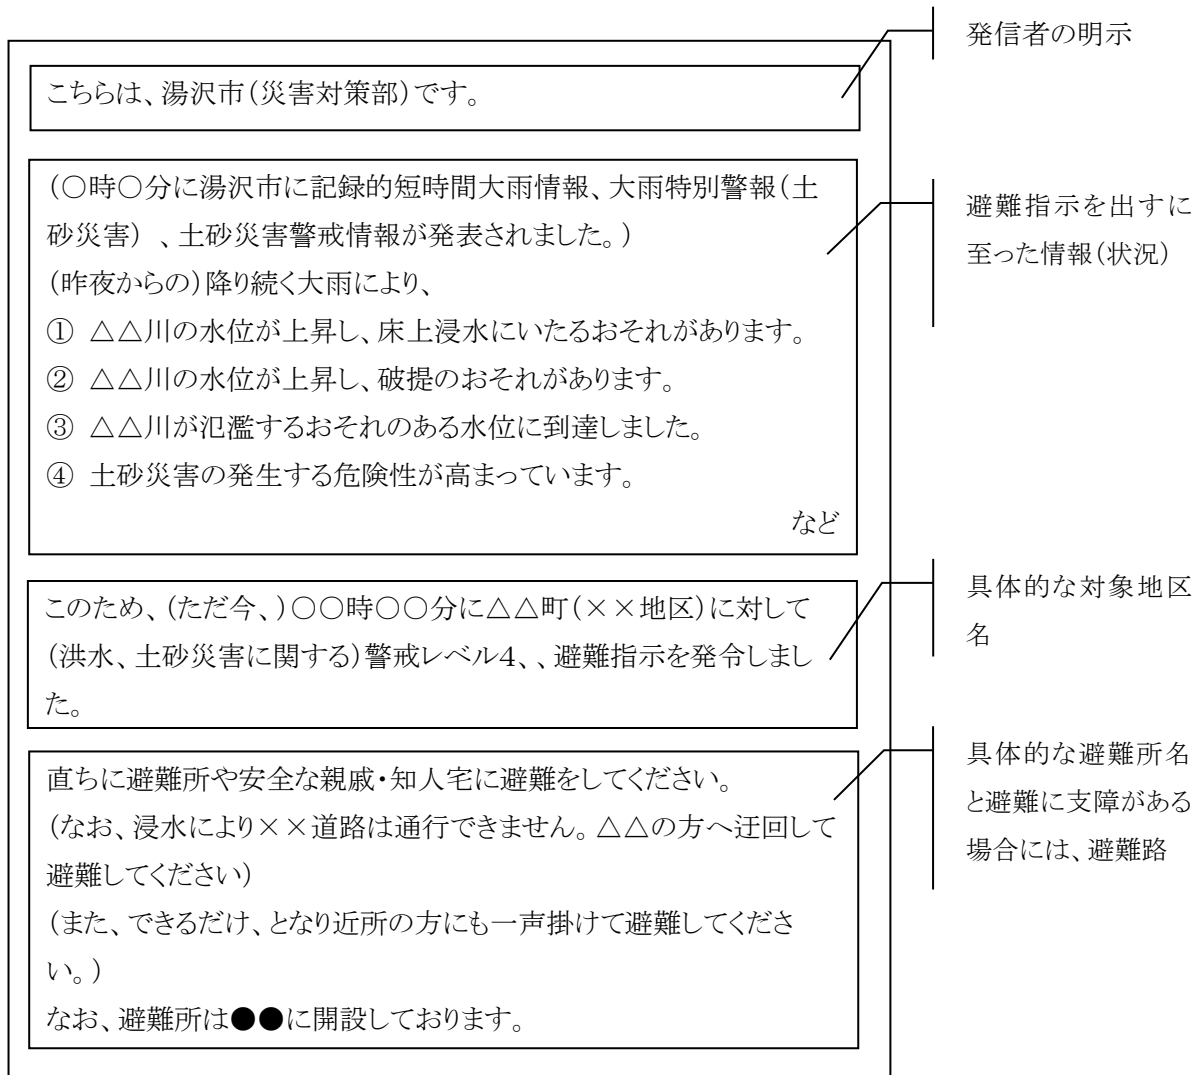 発信者の明示
こちらは、湯沢市(災害対策部)です。
(○時○分に湯沢市に記録的短時間大雨情報、大雨特別警報(土
砂災害) 、土砂災害警戒情報が発表されました。)
(昨夜からの)降り続く大雨により、
① △△川の水位が上昇し、床上浸水にいたるおそれがあります。
② △△川の水位が上昇し、破提のおそれがあります。
③ △△川が氾濫するおそれのある水位に到達しました。
④ 土砂災害の発生する危険性が高まっています。
など
避難指示を出すに
至った情報(状況)
このため、(ただ今、)○○時○○分に△△町(××地区)に対して
(洪水、土砂災害に関する)警戒レベル4、、避難指示を発令しまし
た。
具体的な対象地区
名
直ちに避難所や安全な親戚・知人宅に避難をしてください。
(なお、浸水により××道路は通行できません。△△の方へ迂回して
避難してください)
(また、できるだけ、となり近所の方にも一声掛けて避難してくださ
い。)
なお、避難所は●●に開設しております。
具体的な避難所名
と避難に支障がある
場合には、避難路